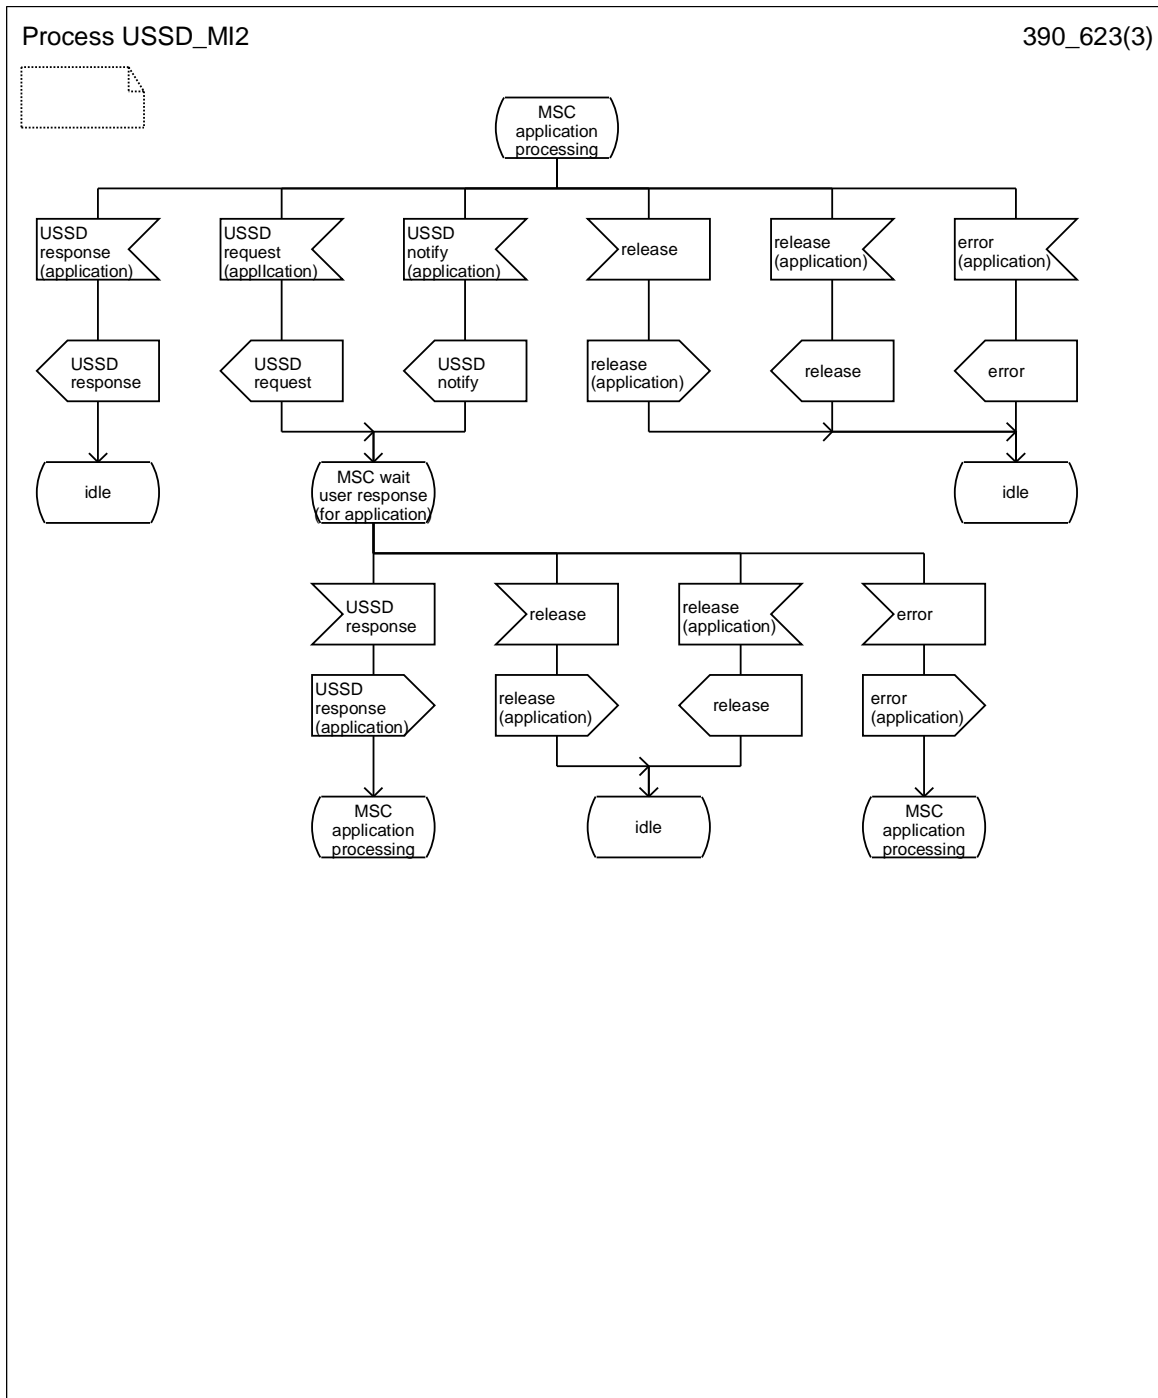 Process USSD_MI2
390_623(3)
MSC
application
processing
USSD
response
(application)
USSD
request
(appllcation)
USSD
notify
(application)
release
release
(application)
error
(application)
USSD
response
USSD
request
USSD
notify
release
(application)
release
error
idle
MSC wait
user response
(for application)
idle
USSD
response
release
release
(application)
error
USSD
response
(application)
release
(application)
release
error
(application)
MSC
application
processing
idle
MSC
application
processing